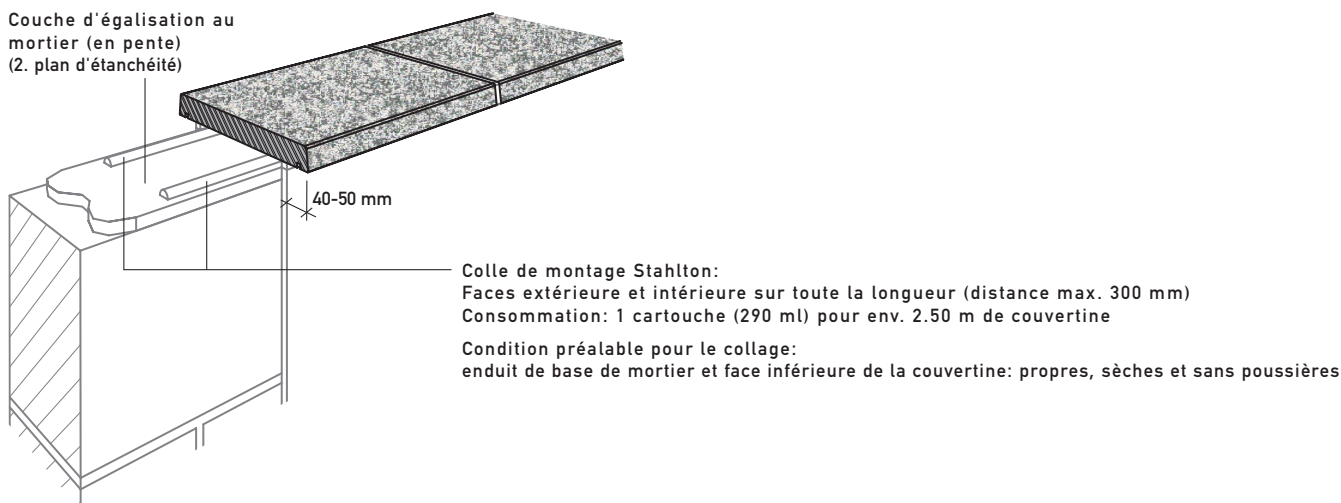 Couche d'égalisation au
mortier (en pente)
(2. plan d'étanchéité)
40-50 mm
Colle de montage Stahlton:
Faces extérieure et intérieure sur toute la longueur (distance max. 300 mm)
Consommation: 1 cartouche (290 ml) pour env. 2.50 m de couvertine
Condition préalable pour le collage:
enduit de base de mortier et face inférieure de la couvertine: propres, sèches et sans poussières